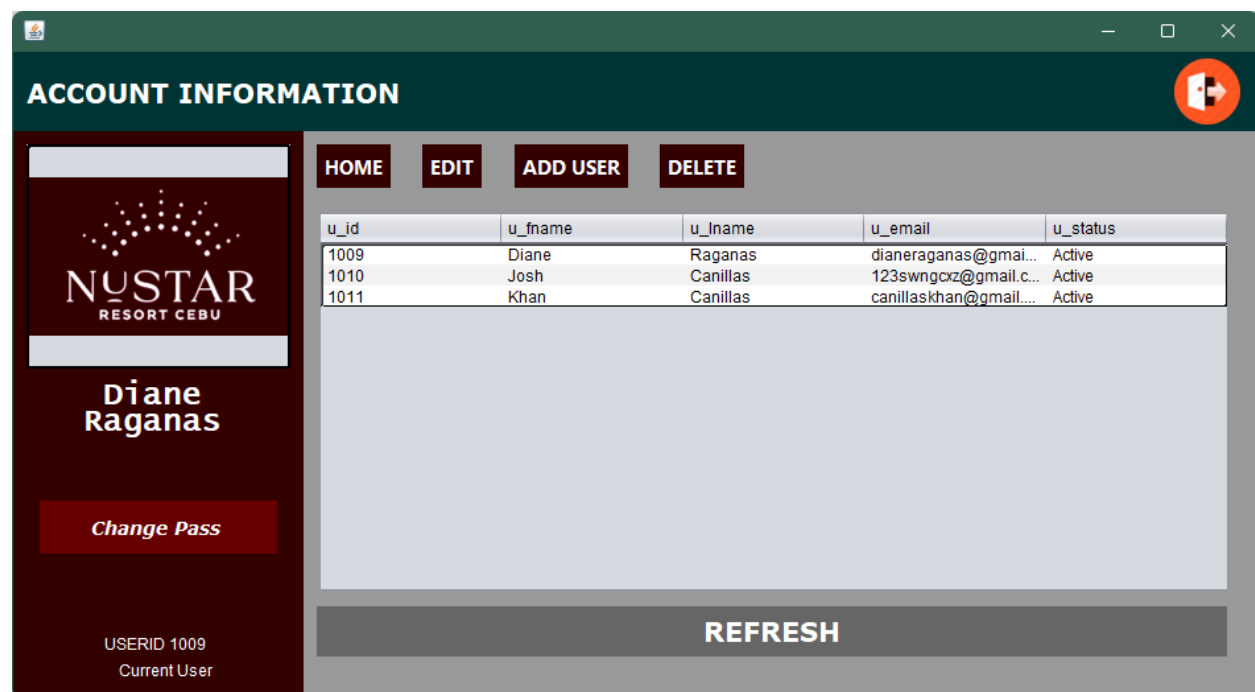 ACCOUNT INFORMATION
NUSTAR
RESORT CEBU
Diane
Raganas
Change Pass
USERID 1009
Current User
HOME EDIT ADD USER DELETE
u_id u_fname u_lname u_email u_status
1009 Diane Raganas dianeraganas@gmai... Active
1010 Josh Canillas 123swngcxz@gmail.c... Active
1011 Khan Canillas canillaskhan@gmail.... Active
REFRESH